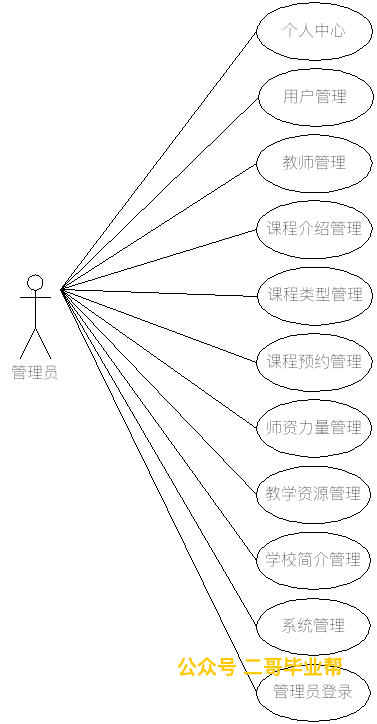 个人中心
用户管理
教师管理
课程介绍管理
课程类型管理
管理员
课程预约管理
师资力量管理
教学资源管理
学校简介管理
系统管理
公众号 二哥毕业帮
管理员登录